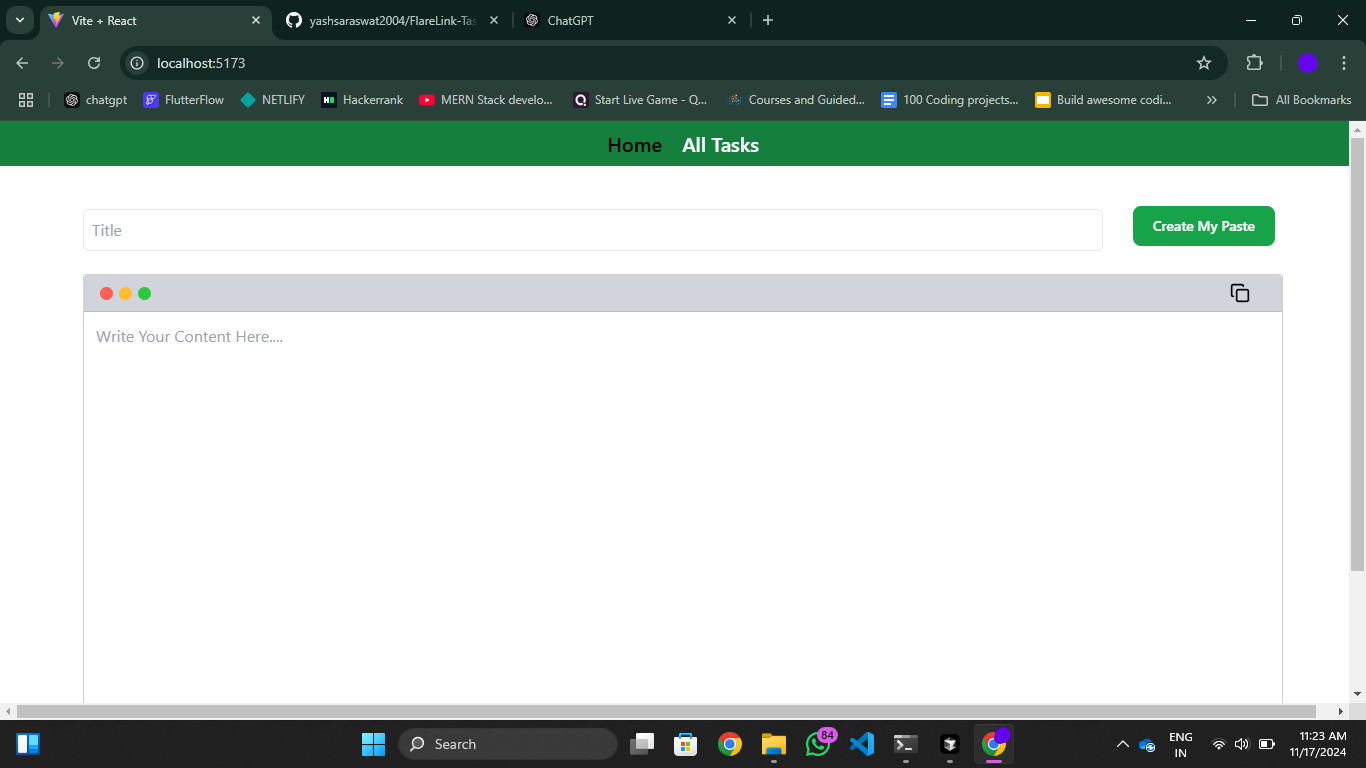 Vite + React
yashsaraswat2004/FlareLink-Tas
ChatGPT
localhost:5173
chatgpt
FlutterFlow
NETLIFY
Hackerrank
MERN Stack develo...
Start Live Game - Q...
Courses and Guided...
100 Coding projects...
Build awesome codi...
All Bookmarks
Home All Tasks
Title
Create My Paste
Write Your Content Here....
Search
84
ENG
IN
11:23 AM
11/17/2024